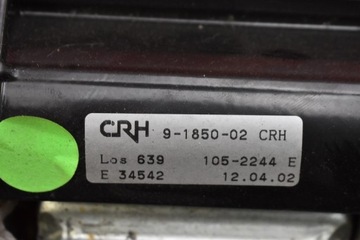 CRH 9-1850-02 CRH
Los 639 105-2244 E
E 34542 12.04.02